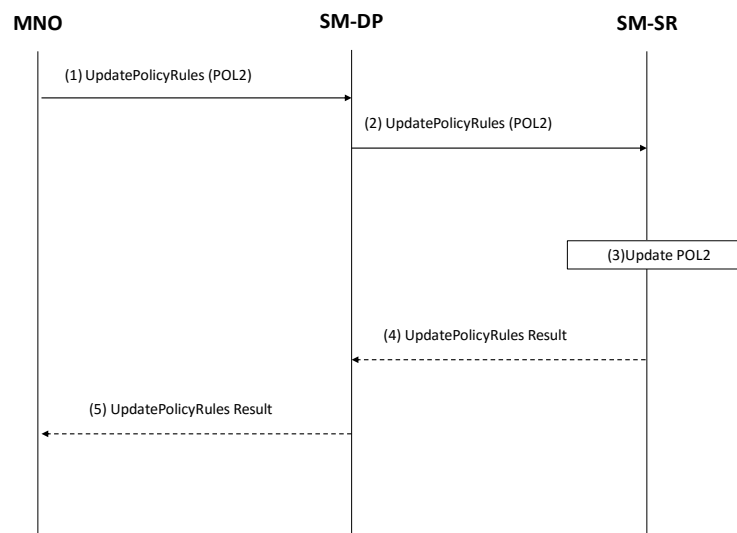 MNO SM-DP SM-SR
(1) UpdatePolicyRules (POL2)
(2) UpdatePolicyRules (POL2)
(3)Update POL2
(4) UpdatePolicyRules Result
(5) UpdatePolicyRules Result